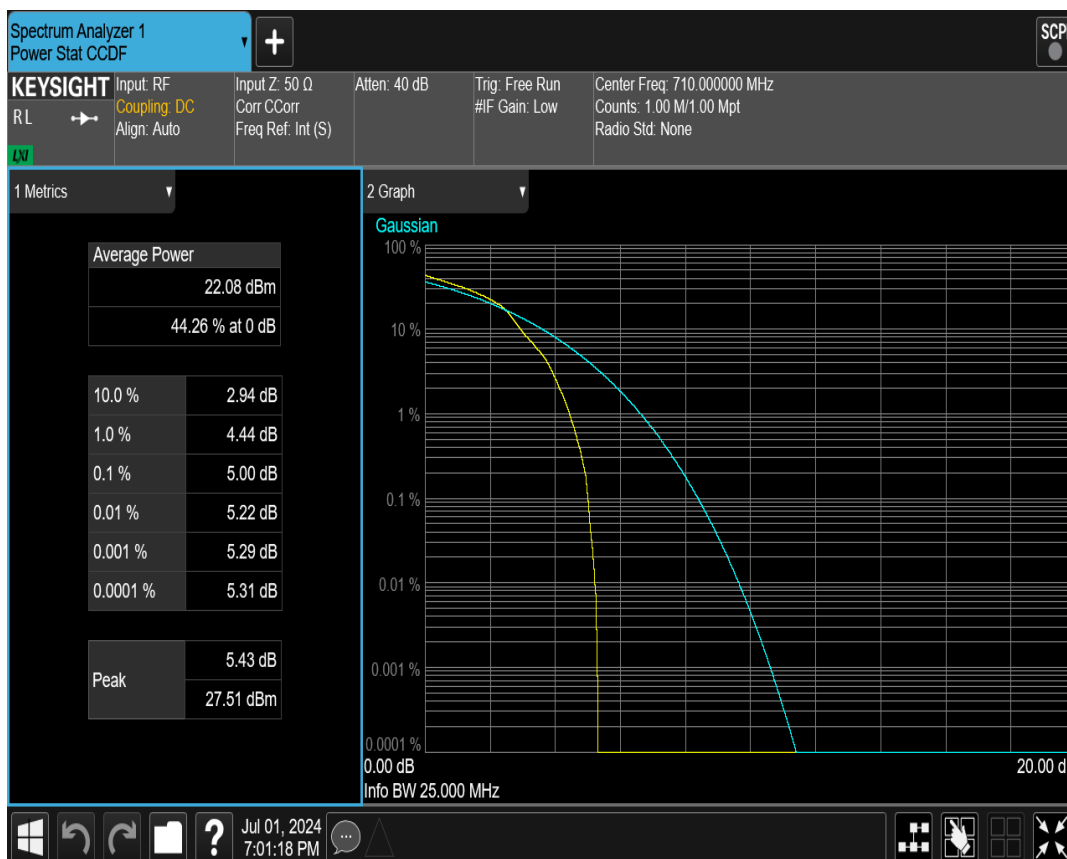 Spectrum Analyzer 1
Power Stat CCDF
+
SCP
KEYSIGHT
RL
LXI
Input: RF
Coupling: DC
Align: Auto
Input Z: 50 Ω
Corr CCorr
Freq Ref: Int (S)
Atten: 40 dB
Trig: Free Run
#IF Gain: Low
Center Freq: 710.000000 MHz
Counts: 1.00 M/1.00 Mpt
Radio Std: None
1 Metrics
Average Power
22.08 dBm
44.26 % at 0 dB
10.0 % 2.94 dB
1.0 % 4.44 dB
0.1 % 5.00 dB
0.01 % 5.22 dB
0.001 % 5.29 dB
0.0001 % 5.31 dB
Peak
5.43 dB
27.51 dBm
2 Graph
Gaussian
100 %
10 %
1 %
0.1 %
0.01 %
0.001 %
0.0001 %
0.00 dB
20.00 d
Info BW 25.000 MHz
?
Jul 01, 2024
7:01:18 PM